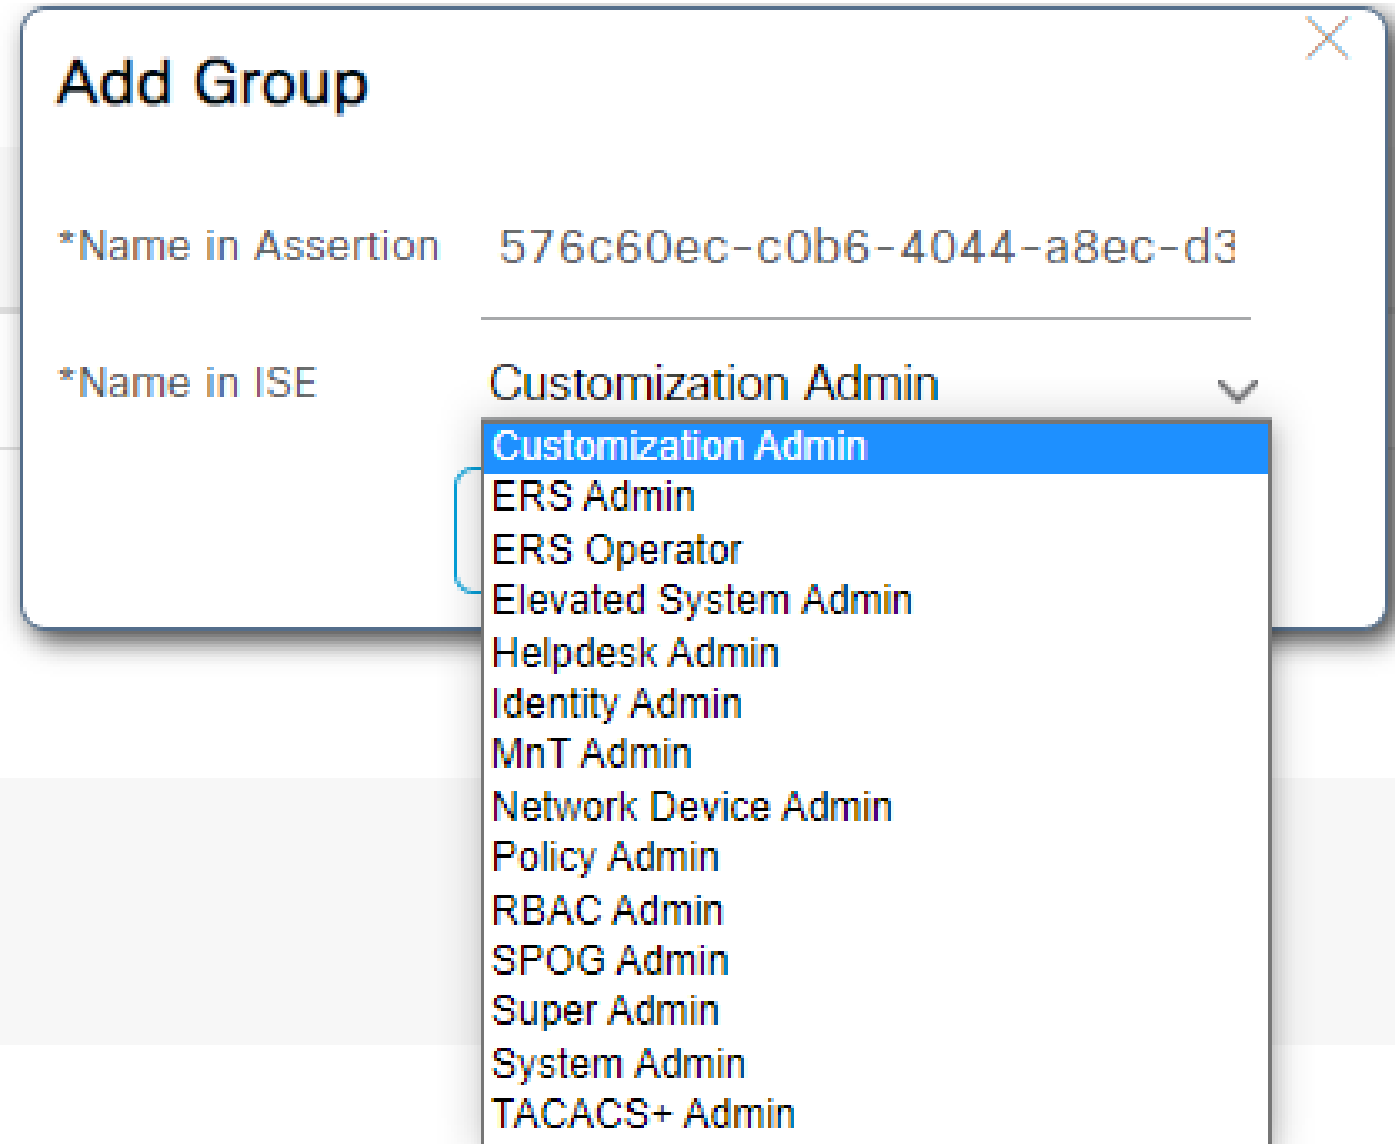 Add Group
*Name in Assertion 576c60ec-c0b6-4044-a8ec-d3
*Name in ISE Customization Admin
Customization Admin
ERS Admin
ERS Operator
Elevated System Admin
Helpdesk Admin
Identity Admin
MnT Admin
Network Device Admin
Policy Admin
RBAC Admin
SPOG Admin
Super Admin
System Admin
TACACS+ Admin